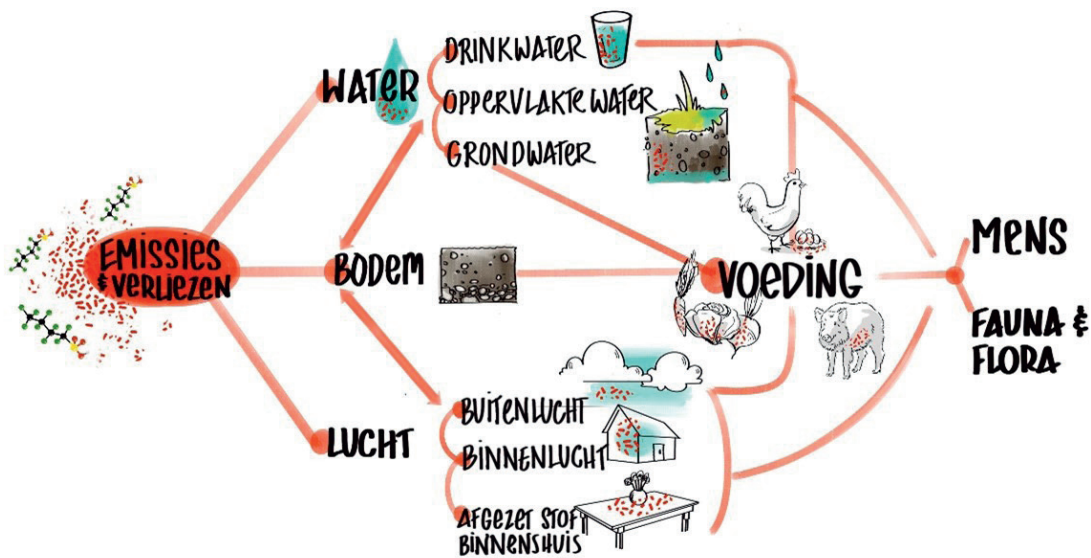 EMISSIES
& VERLIEZEN
WATER
DRINKWATER
OPPERVLAKTE WATER
GRONDWATER
BODEM
LUCHT
BUITENLUCHT
BINNENLUCHT
AFGEZET STOF
BINNENSHUIS
VOEDING
MENS
FAUNA &
FLORA